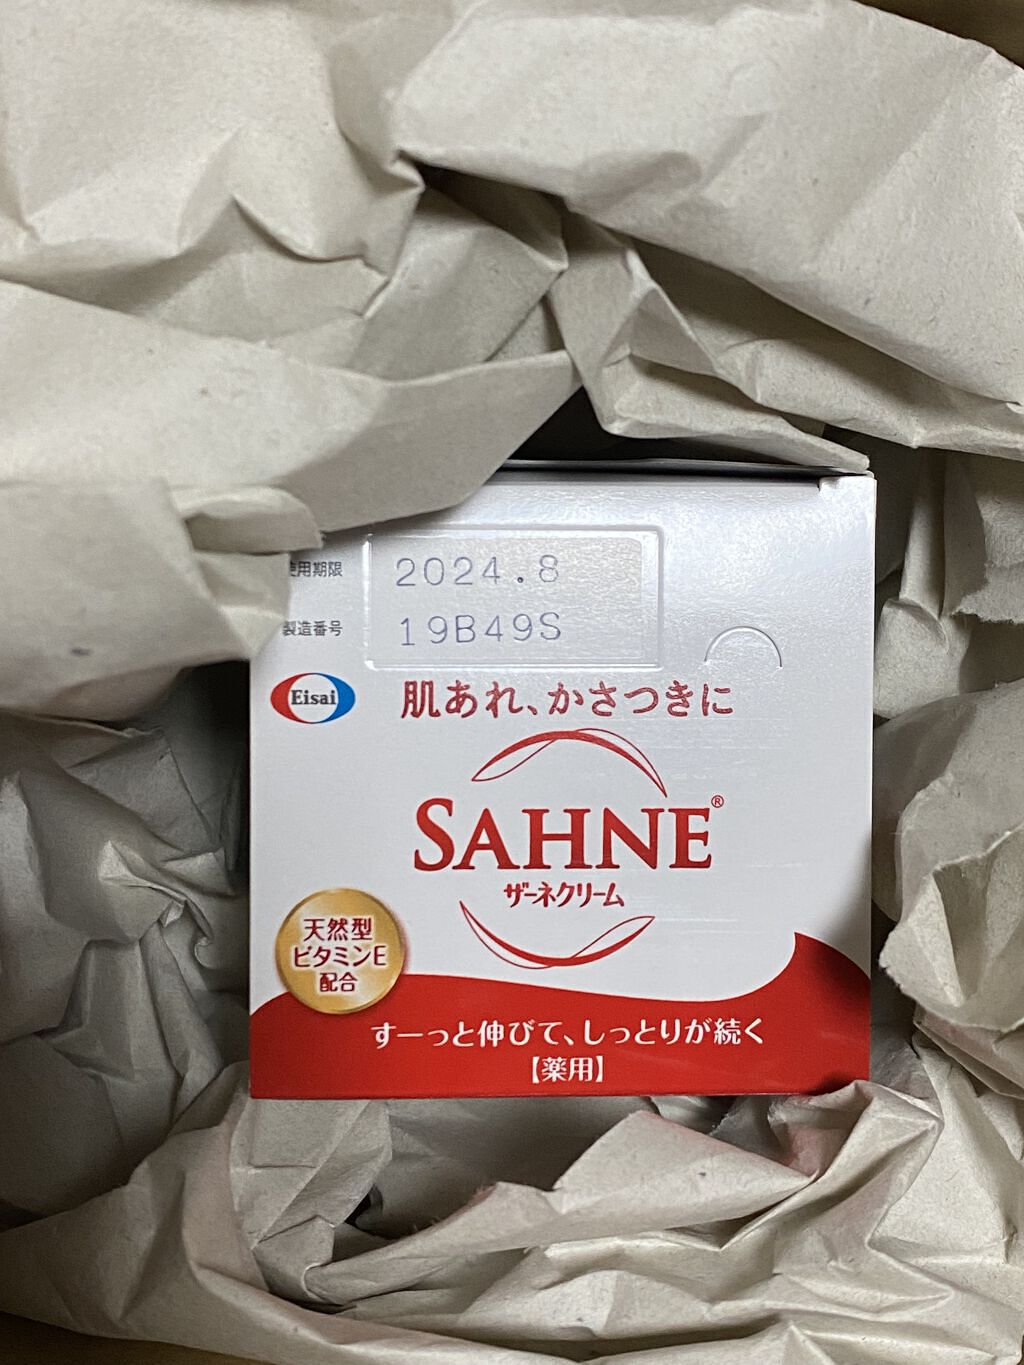 使用期限 2024.8
製造番号 19B49S
Eisai
肌あれ、かさつきに
SAHNE®
ザーネクリーム
天然型
ビタミンE
配合
すーっと伸びて、しっとりが続く
【薬用】